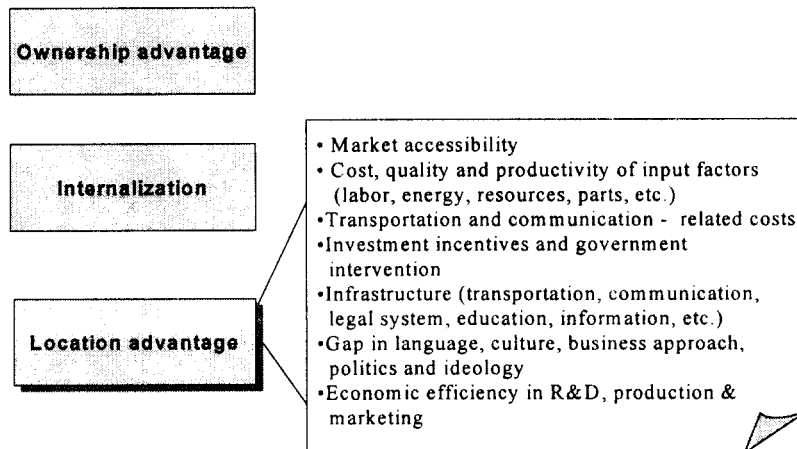 Ownership advantage
Internalization
Location advantage
• Market accessibility
• Cost, quality and productivity of input factors
(labor, energy, resources, parts, etc.)
•Transportation and communication - related costs
•Investment incentives and government
intervention
•Infrastructure (transportation, communication,
legal system, education, information, etc.)
•Gap in language, culture, business approach,
politics and ideology
•Economic efficiency in R&D, production &
marketing